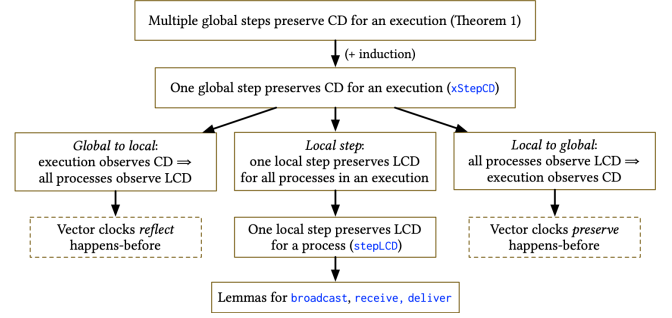 Multiple global steps preserve CD for an execution (Theorem 1)
(+ induction)
One global step preserves CD for an execution (xStepCD)
Global to local:
execution observes CD ⟹
all processes observe LCD
Local step:
one local step preserves LCD
for all processes in an execution
Local to global:
all processes observe LCD ⟹
execution observes CD
Vector clocks reflect
happens-before
One local step preserves LCD
for a process (stepLCD)
Vector clocks preserve
happens-before
Lemmas for broadcast, receive, deliver